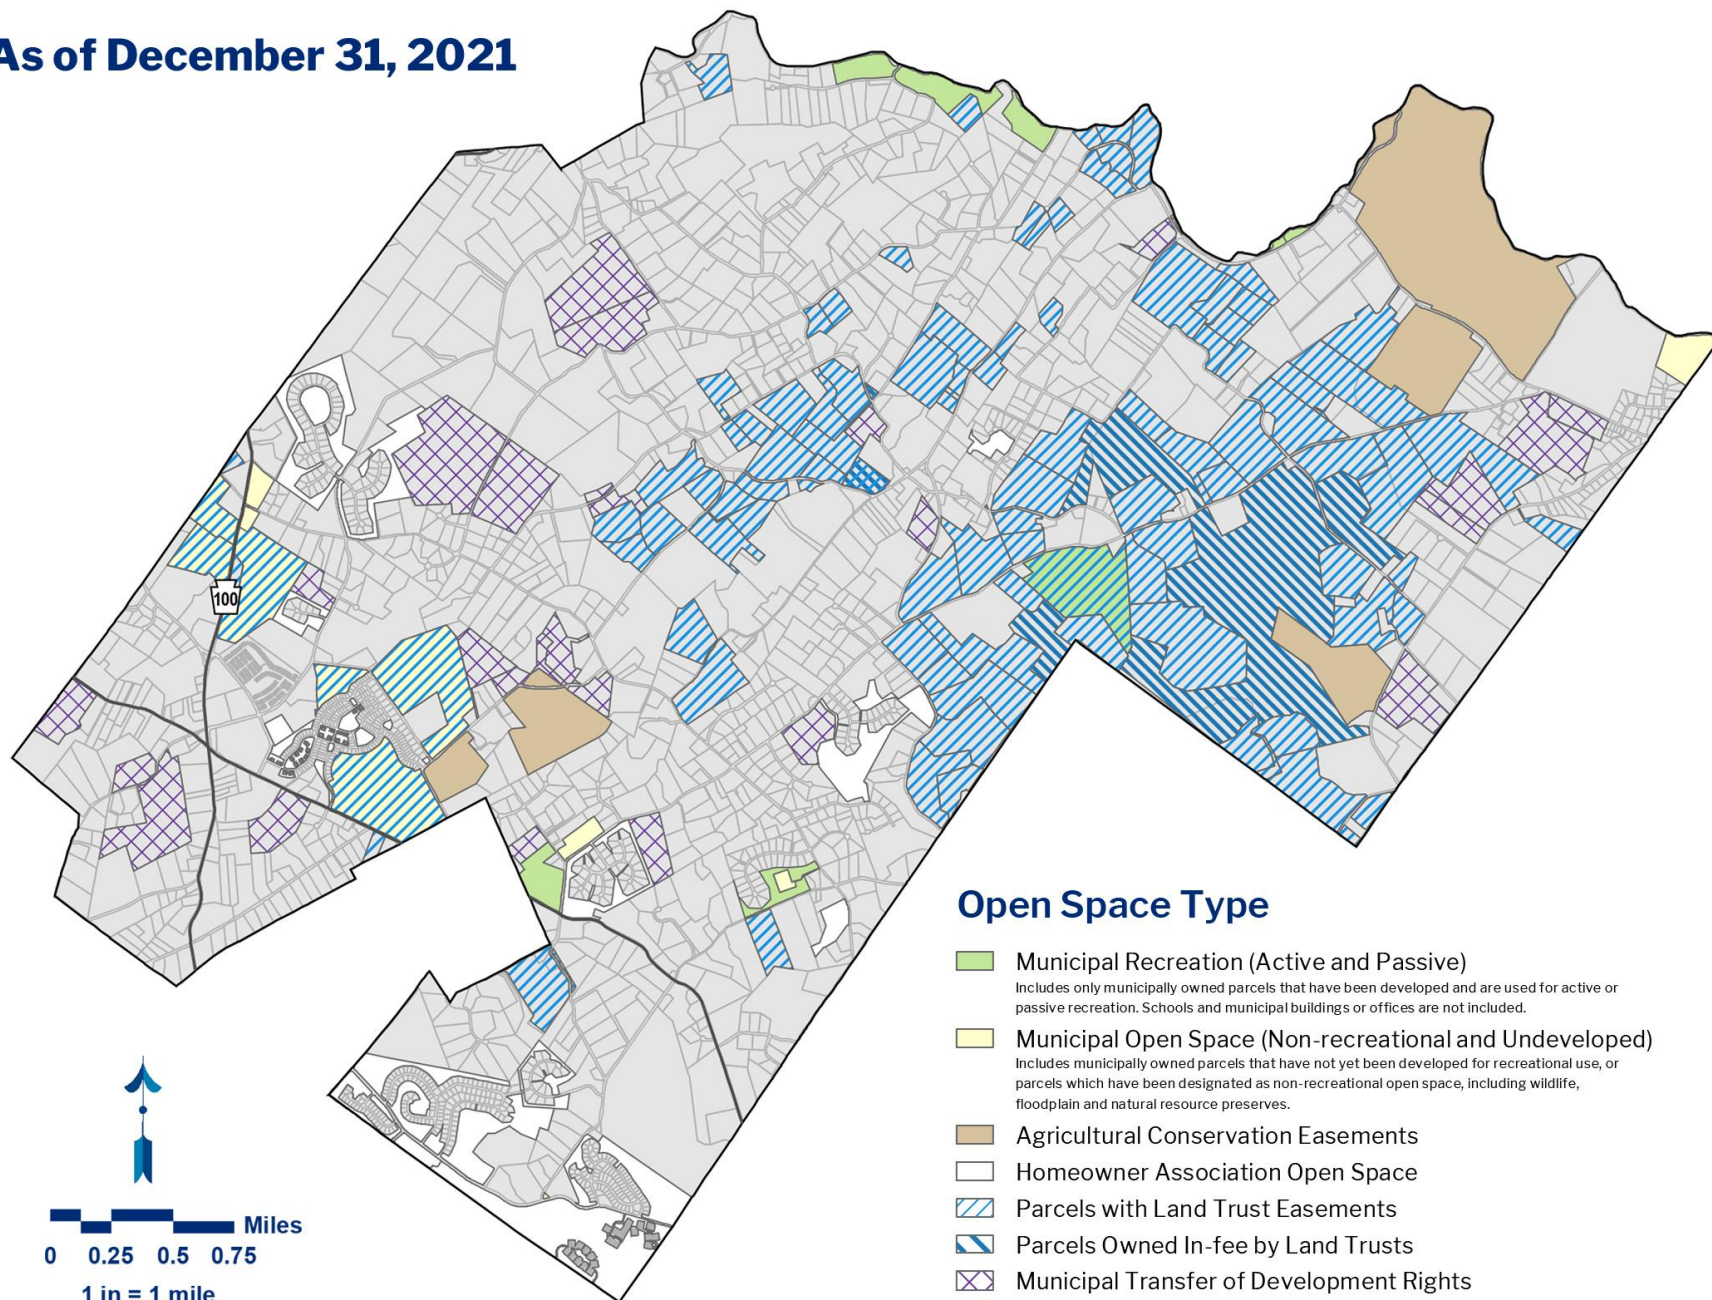 As of December 31, 2021
100
Open Space Type
Municipal Recreation (Active and Passive)
Includes only municipally owned parcels that have been developed and are used for active or
passive recreation. Schools and municipal buildings or offices are not included.
Municipal Open Space (Non-recreational and Undeveloped)
Includes municipally owned parcels that have not yet been developed for recreational use, or
parcels which have been designated as non-recreational open space, including wildlife,
floodplain and natural resource preserves.
Agricultural Conservation Easements
Homeowner Association Open Space
Parcels with Land Trust Easements
Parcels Owned In-fee by Land Trusts
Municipal Transfer of Development Rights
Miles
0 0.25 0.5 0.75
1 in = 1 mile